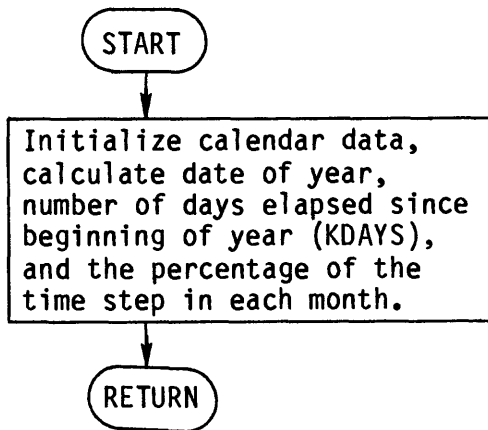 START
Initialize calendar data,
calculate date of year,
number of days elapsed since
beginning of year (KDAYS),
and the percentage of the
time step in each month.
RETURN